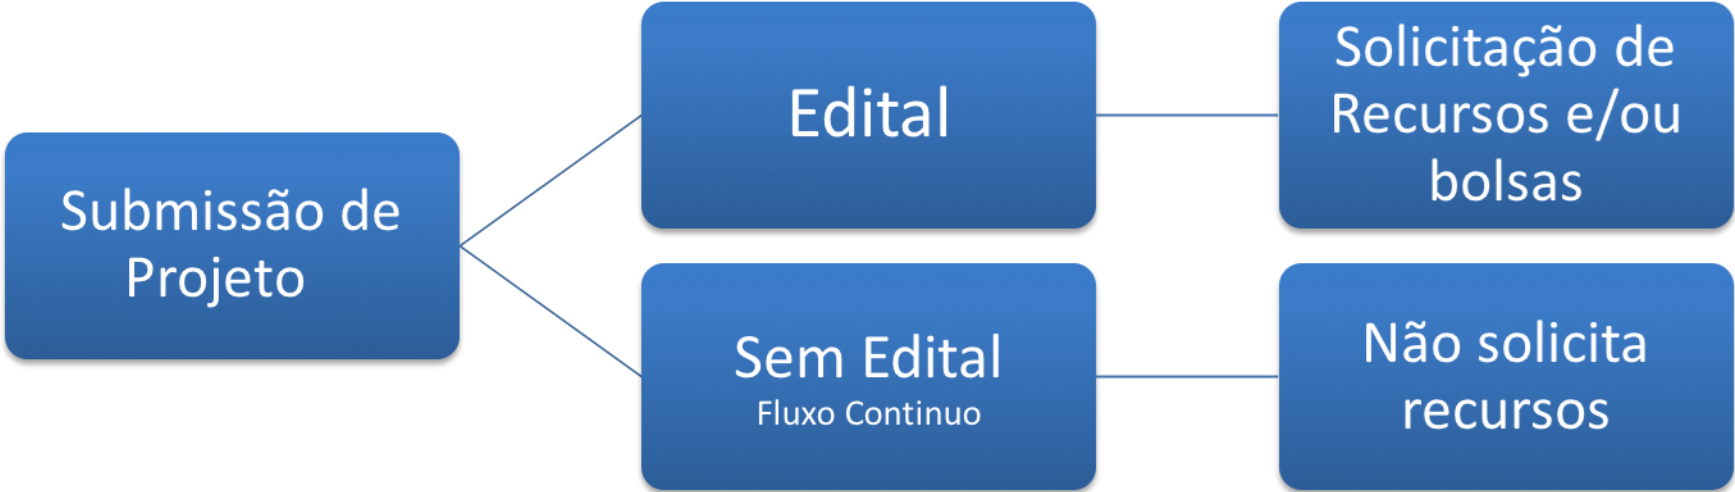 Submissão de
Projeto
Edital
Solicitação de
Recursos e/ou
bolsas
Sem Edital
Fluxo Continuo
Não solicita
recursos